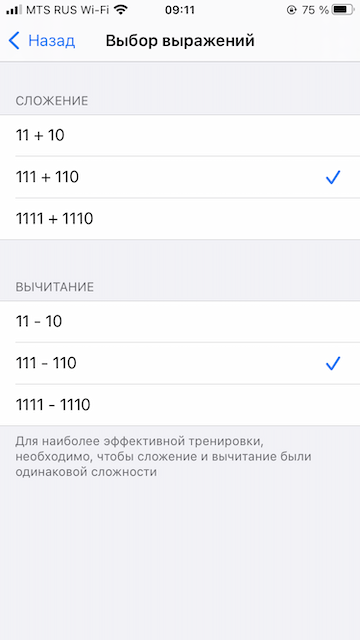 MTS RUS Wi-Fi 09:11 75 %
Назад Выбор выражений
СЛОЖЕНИЕ
11 + 10
111 + 110
1111 + 1110
ВЫЧИТАНИЕ
11 - 10
111 - 110
1111 - 1110
Для наиболее эффективной тренировки,
необходимо, чтобы сложение и вычитание были
одинаковой сложности